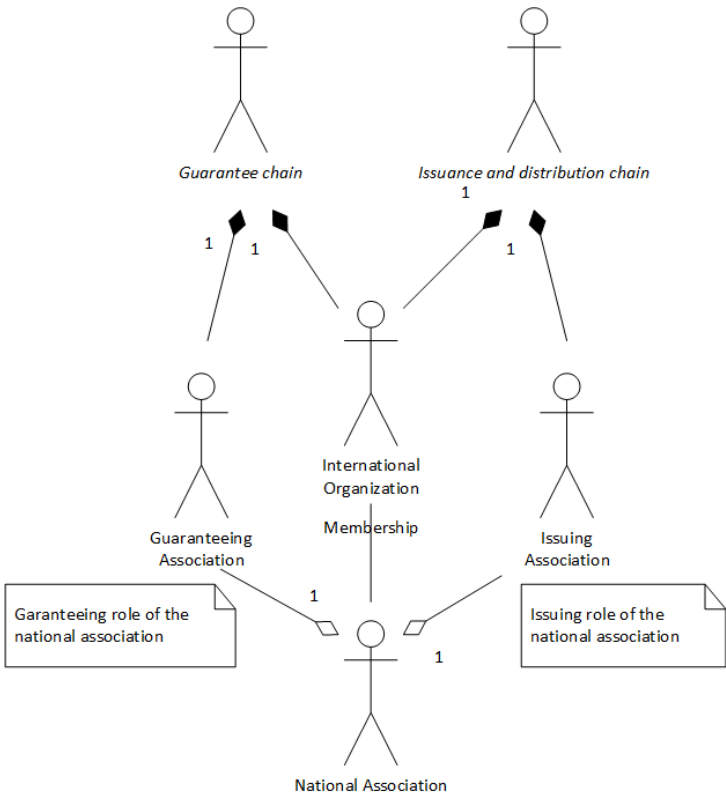 Guarantee chain
Issuance and distribution chain
1
1
1
1
International
Organization
Membership
Guaranteeing
Association
Issuing
Association
1
Garanteeing role of the
national association
Issuing role of the
national association
1
National Association